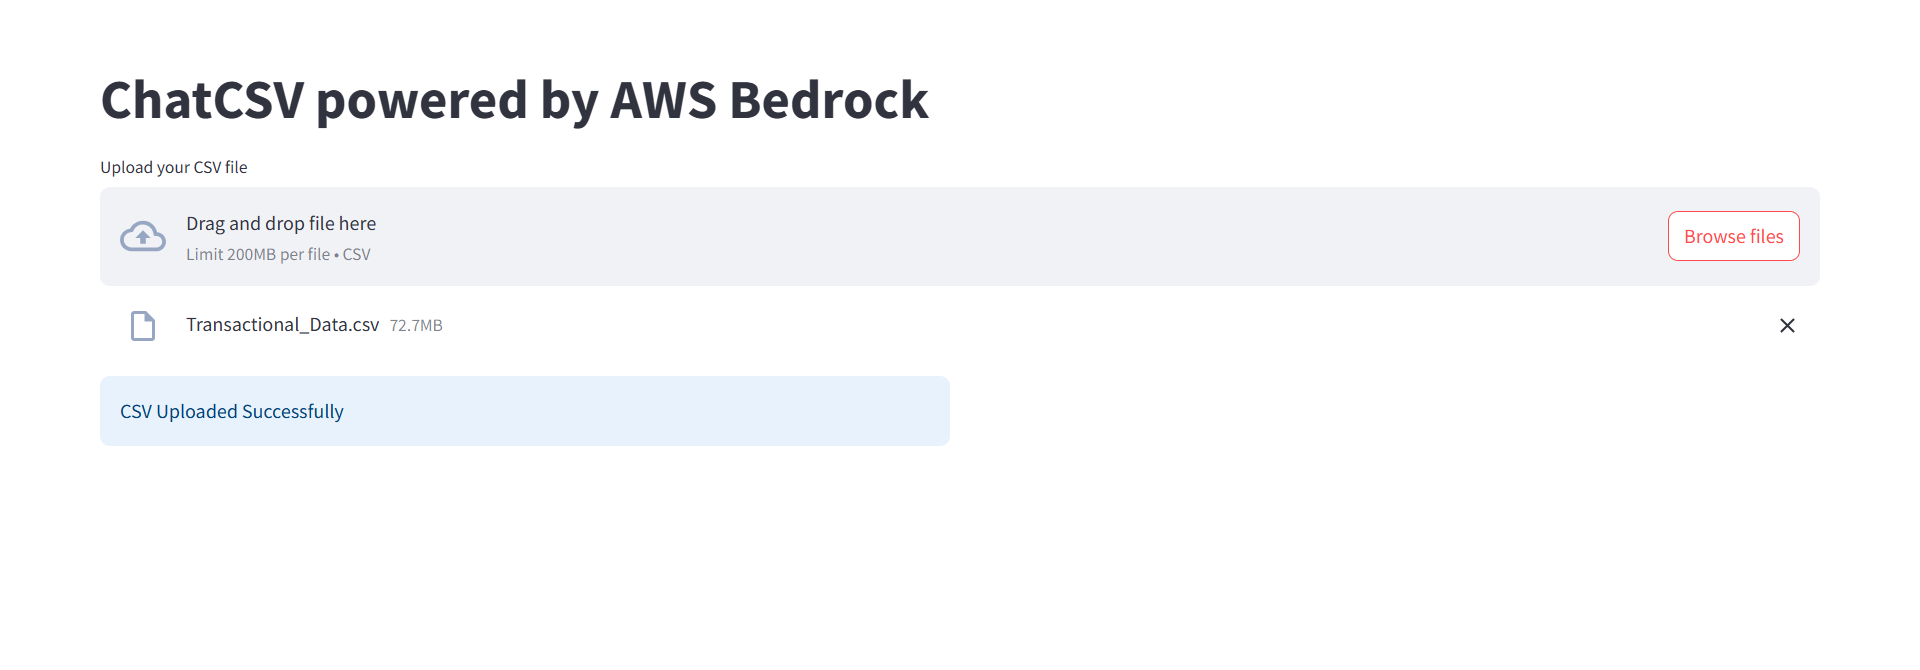 ChatCSV powered by AWS Bedrock
Upload your CSV file
Drag and drop file here
Limit 200MB per file • CSV
Browse files
Transactional_Data.csv 72.7MB
CSV Uploaded Successfully